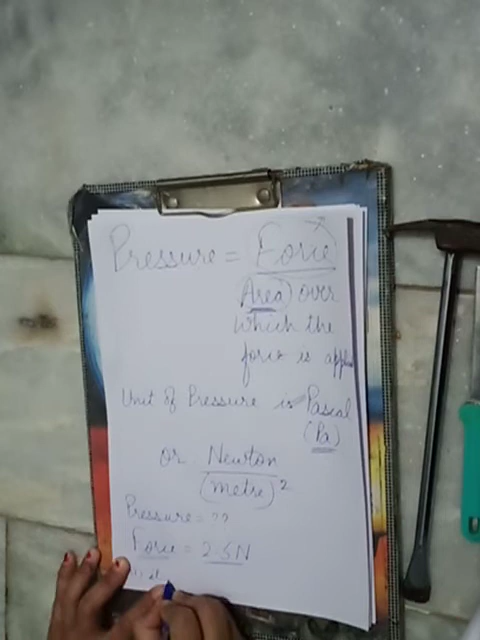 Pressure = Force
(Area) over
which the
force is
Unit of Pressure is Pascal
(Pa)
or Newton
(metre)²
Pressure = ??
Force = 2.5N